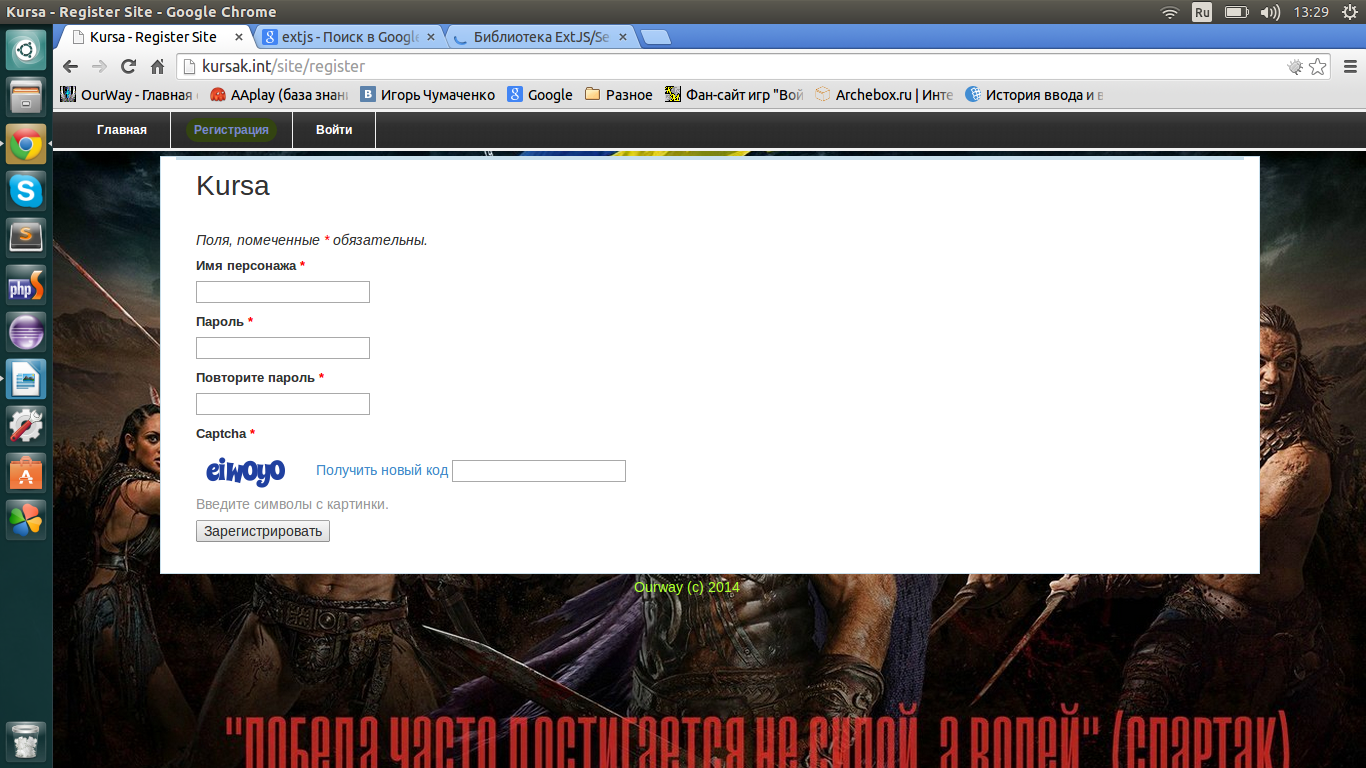 Kursa - Register Site - Google Chrome
Ru
13:29
Kursa - Register Site
extjs - Поиск в Google
Библиотека ExtJS/Se
kursak.int/site/register
OurWay - Главная
AAplay (база знани
Игорь Чумаченко
Google
Разное
Фан-сайт игр "Вой
Archebox.ru | Инте
История ввода и в
Главная
Регистрация
Войти
Kursa
Поля, помеченные * обязательны.
Имя персонажа *
Пароль *
Повторите пароль *
Captcha *
eiwoyo
Получить новый код
Введите символы с картинки.
Зарегистрировать
Ourway (c) 2014
"ПОБЕДА ЧАСТО ДОСТИГАЕТСЯ НЕ СИЛОЙ, А ВОЛЕЙ" (СПАРТАК)
php